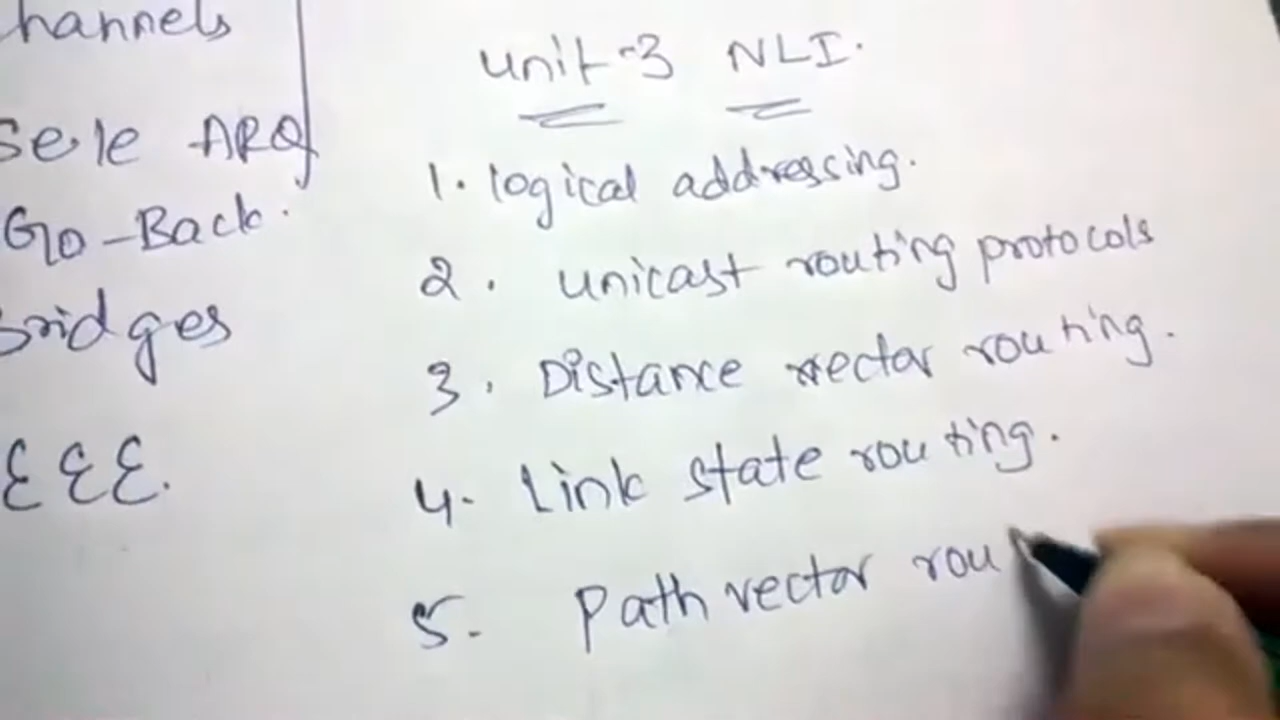 hannels
Sele ARQ
Go-Back.
Bridges
EEE.
Unit-3 NLI.
1. logical addressing.
2. unicast routing protocols
3. Distance vector routing.
4. Link state routing.
5. Path vector rou